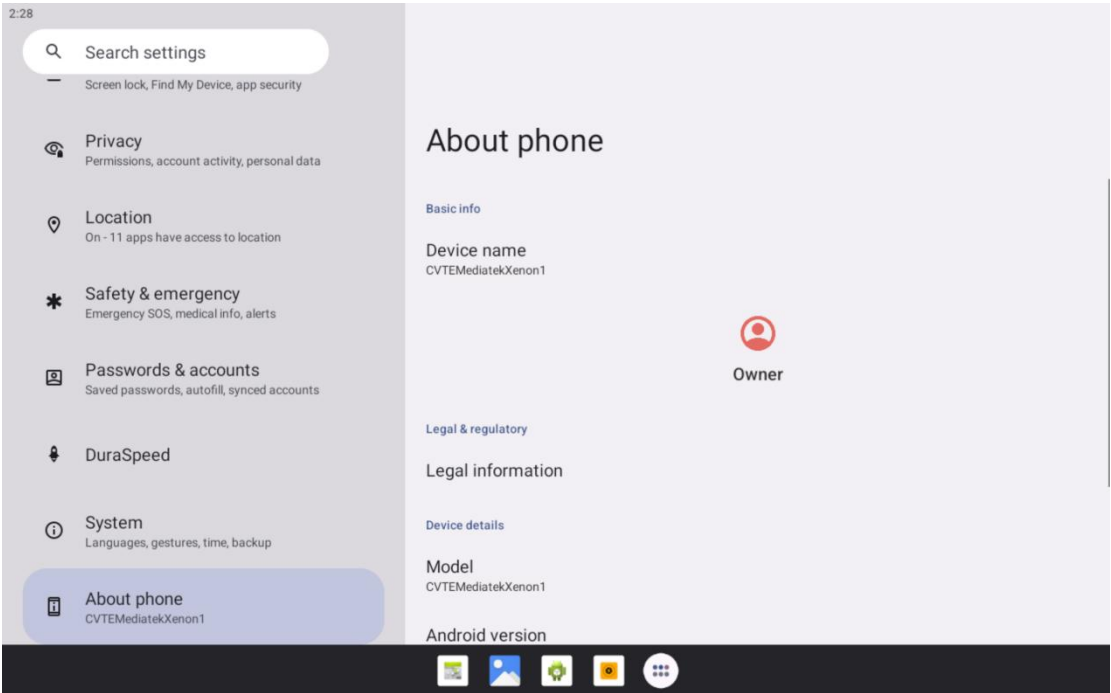 2:28
Search settings
Screen lock, Find My Device, app security
Privacy
Permissions, account activity, personal data
Location
On - 11 apps have access to location
Safety & emergency
Emergency SOS, medical info, alerts
Passwords & accounts
Saved passwords, autofill, synced accounts
DuraSpeed
System
Languages, gestures, time, backup
About phone
CVTEMediatekXenon1
About phone
Basic info
Device name
CVTEMediatekXenon1
Owner
Legal & regulatory
Legal information
Device details
Model
CVTEMediatekXenon1
Android version